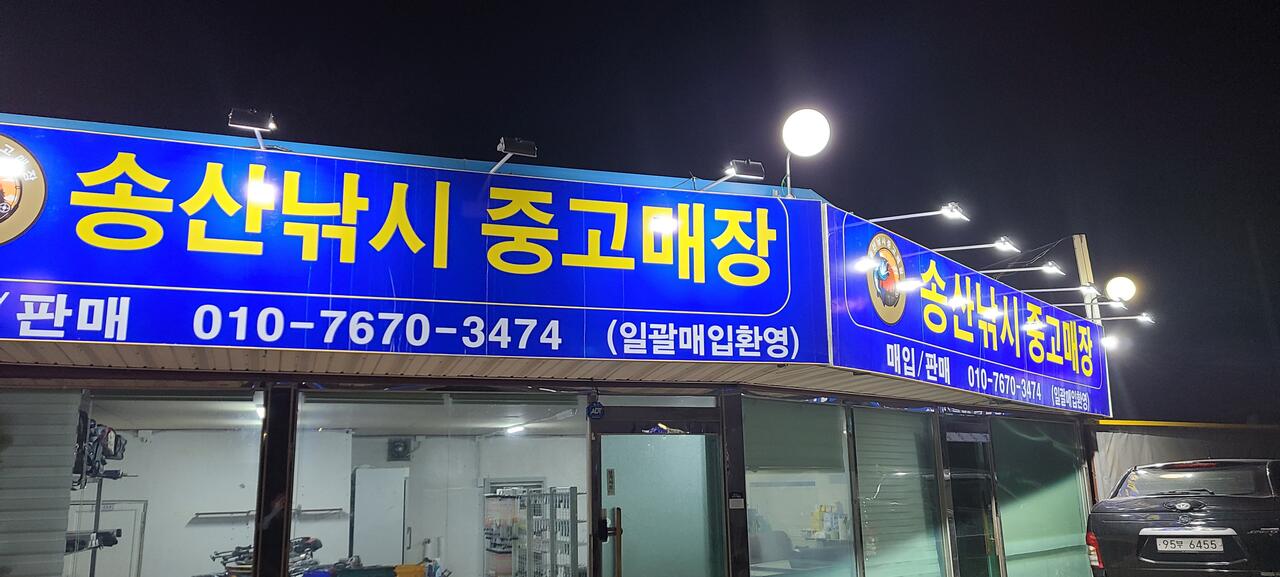 송산낚시 중고매장
/판매 010-7670-3474 (일괄매입환영)
송산낚시 중고매장
매입/판매 010-7670-3474 (일괄매입환영)
ADT
95부 6455